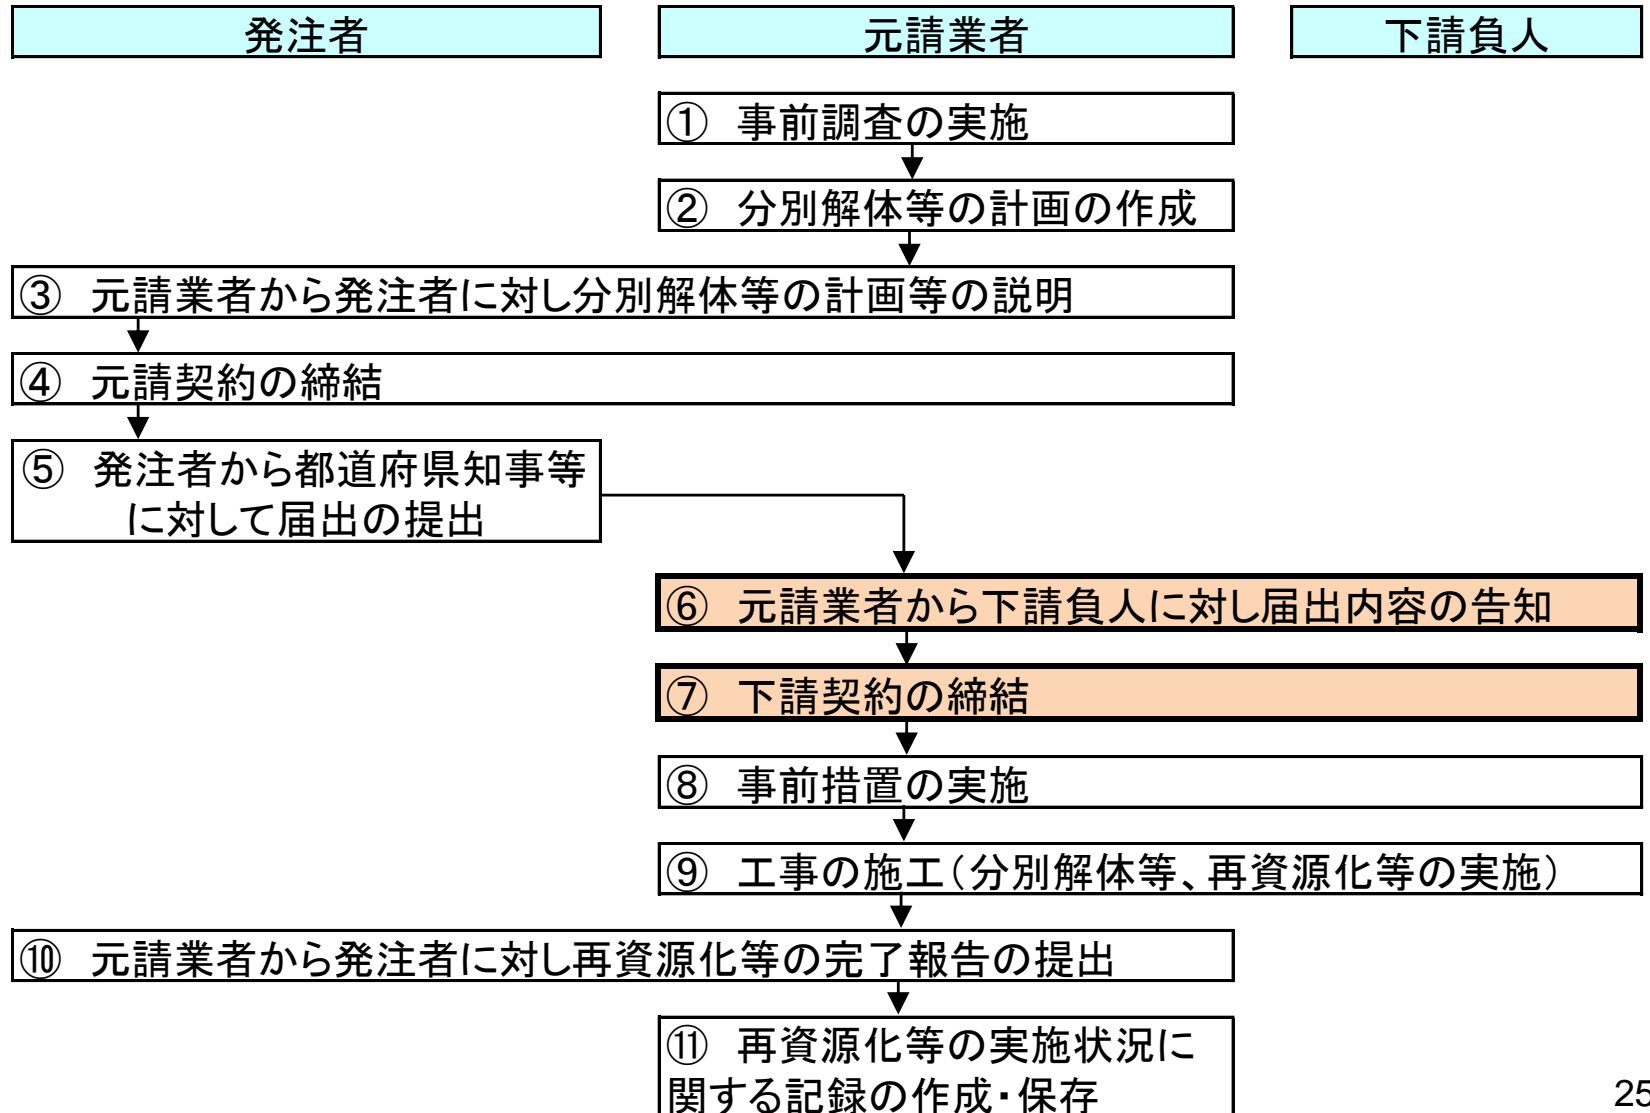 発注者
元請業者
下請負人
① 事前調査の実施
② 分別解体等の計画の作成
③ 元請業者から発注者に対し分別解体等の計画等の説明
④ 元請契約の締結
⑤ 発注者から都道府県知事等
に対して届出の提出
⑥ 元請業者から下請負人に対し届出内容の告知
⑦ 下請契約の締結
⑧ 事前措置の実施
⑨ 工事の施工(分別解体等、再資源化等の実施)
⑩ 元請業者から発注者に対し再資源化等の完了報告の提出
⑪ 再資源化等の実施状況に
関する記録の作成・保存
25